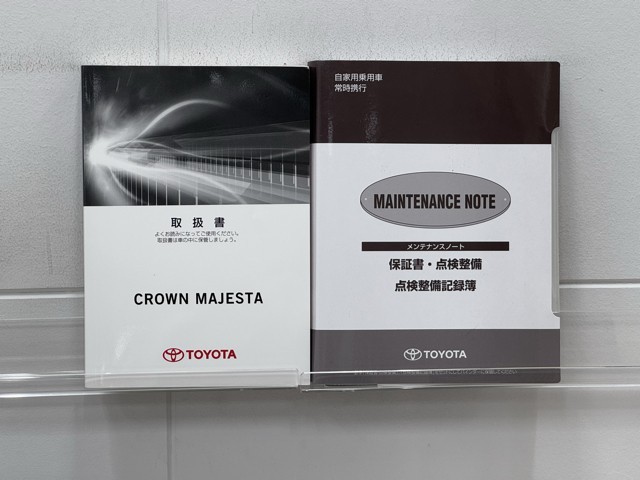 取扱書
よくお読みになってご使用ください。
取扱書は車の中に保管しましょう。
CROWN MAJESTA
TOYOTA
自家用乗用車
常時携行
MAINTENANCE NOTE
メンテナンスノート
保証書・点検整備
点検整備記録簿
TOYOTA